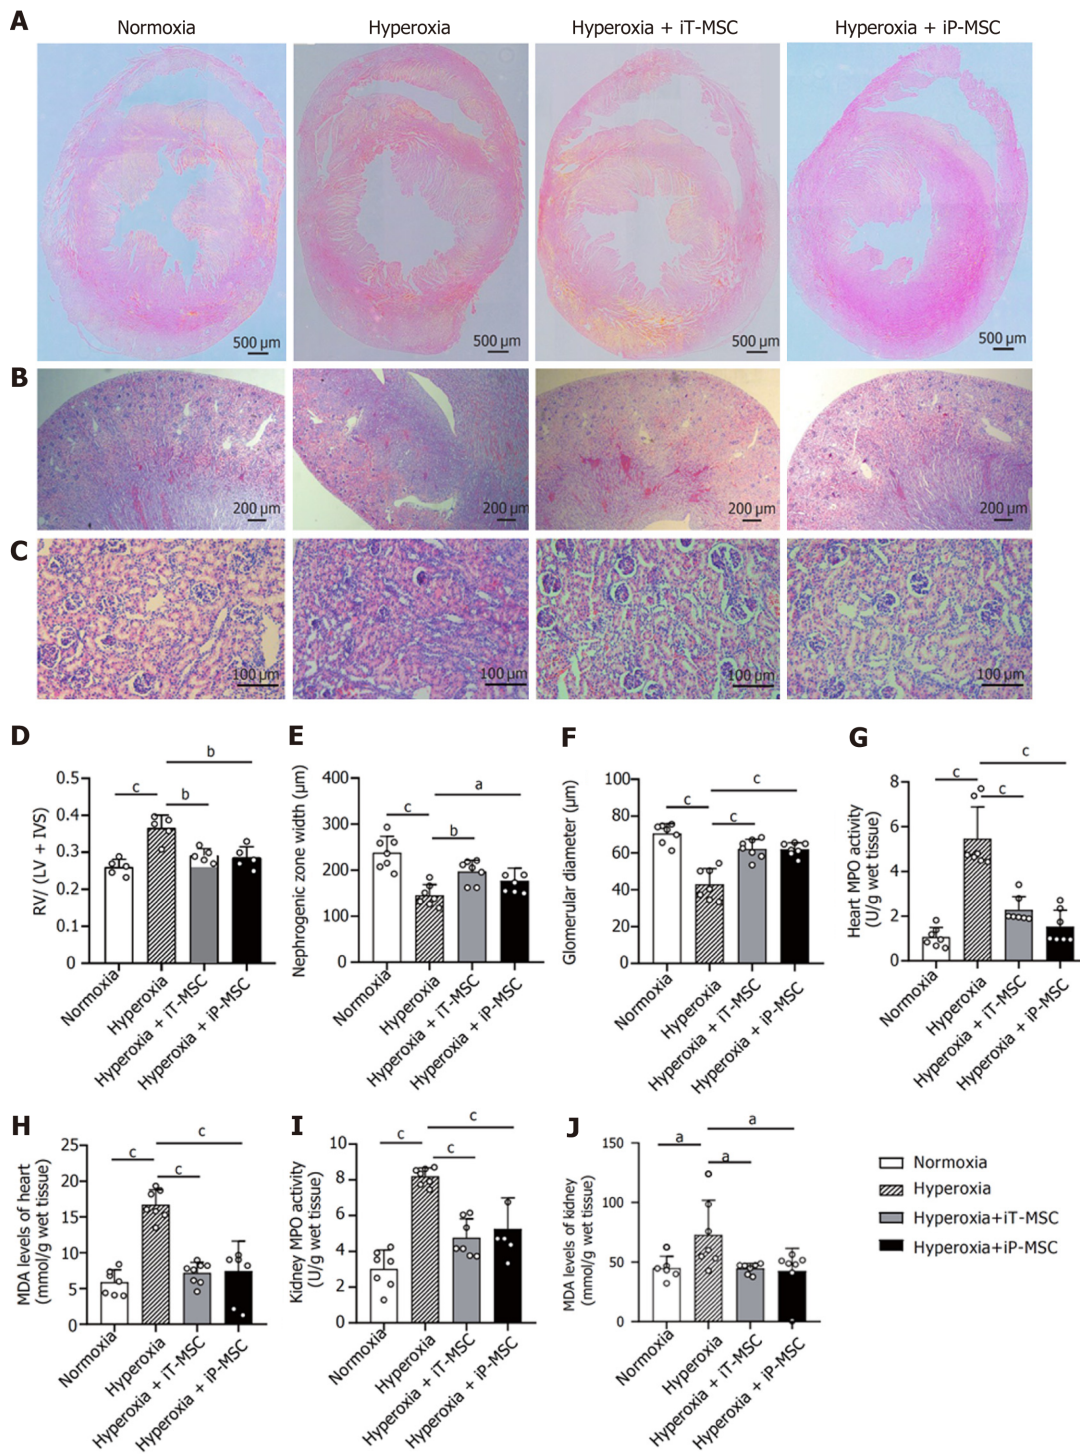 A
Normoxia
Hyperoxia
Hyperoxia + iT-MSC
Hyperoxia + iP-MSC
500 µm
500 µm
500 µm
500 µm
B
200 µm
200 µm
200 µm
200 µm
C
100 µm
100 µm
100 µm
100 µm
D
RV/ (LV + IVS)
0.5
0.4
0.3
0.2
0.1
0
c
b
b
Normoxia
Hyperoxia
Hyperoxia + iT-MSC
Hyperoxia + iP-MSC
E
Nephrogenic zone width (µm)
400
300
200
100
0
c
a
b
Normoxia
Hyperoxia
Hyperoxia + iT-MSC
Hyperoxia + iP-MSC
F
Glomerular diameter (µm)
100
80
60
40
20
0
c
c
c
Normoxia
Hyperoxia
Hyperoxia + iT-MSC
Hyperoxia + iP-MSC
G
Heart MPO activity
(U/g wet tissue)
8
6
4
2
0
c
c
c
Normoxia
Hyperoxia
Hyperoxia + iT-MSC
Hyperoxia + iP-MSC
H
MDA levels of heart
(mmol/g wet tissue)
25
20
15
10
5
0
c
c
c
Normoxia
Hyperoxia
Hyperoxia + iT-MSC
Hyperoxia + iP-MSC
I
Kidney MPO activity
(U/g wet tissue)
10
8
6
4
2
0
c
c
c
Normoxia
Hyperoxia
Hyperoxia + iT-MSC
Hyperoxia + iP-MSC
J
MDA levels of kidney
(mmol/g wet tissue)
150
100
50
0
a
a
a
Normoxia
Hyperoxia
Hyperoxia + iT-MSC
Hyperoxia + iP-MSC
Normoxia
Hyperoxia
Hyperoxia+iT-MSC
Hyperoxia+iP-MSC